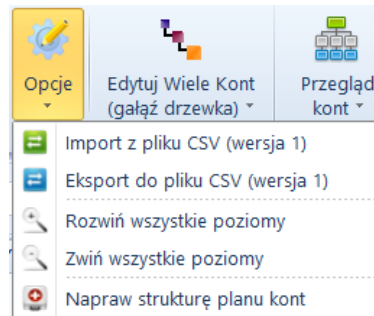 Opcje
Edytuj Wiele Kont
(gałąź drzewka)
Przegląd
kont
Import z pliku CSV (wersja 1)
Eksport do pliku CSV (wersja 1)
Rozwiń wszystkie poziomy
Zwiń wszystkie poziomy
Napraw strukturę planu kont